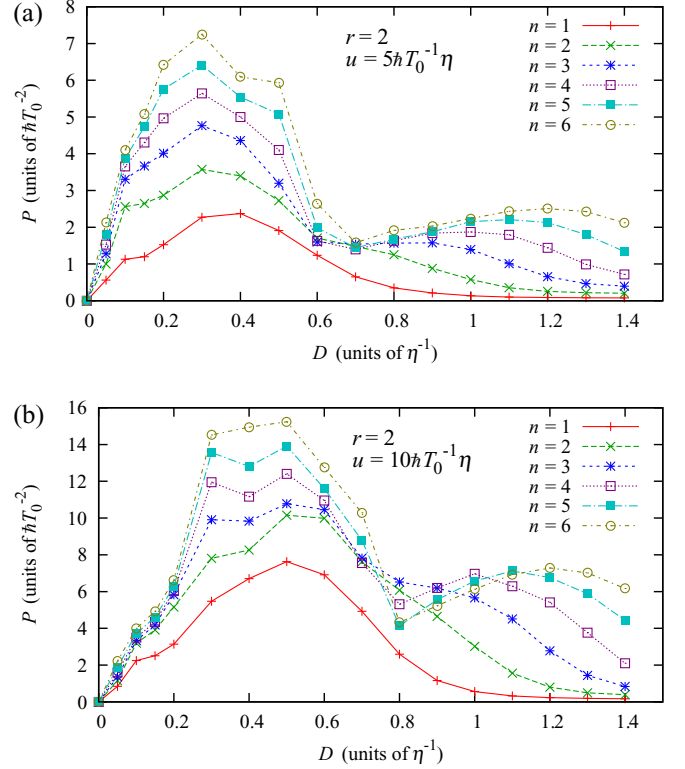 (a)
8
7
6
5
4
3
2
1
0
P (units of ħT₀⁻²)
r = 2
u = 5ħT₀⁻¹η
n = 1
n = 2
n = 3
n = 4
n = 5
n = 6
0 0.2 0.4 0.6 0.8 1 1.2 1.4
D (units of η⁻¹)
(b)
16
14
12
10
8
6
4
2
0
P (units of ħT₀⁻²)
r = 2
u = 10ħT₀⁻¹η
n = 1
n = 2
n = 3
n = 4
n = 5
n = 6
0 0.2 0.4 0.6 0.8 1 1.2 1.4
D (units of η⁻¹)